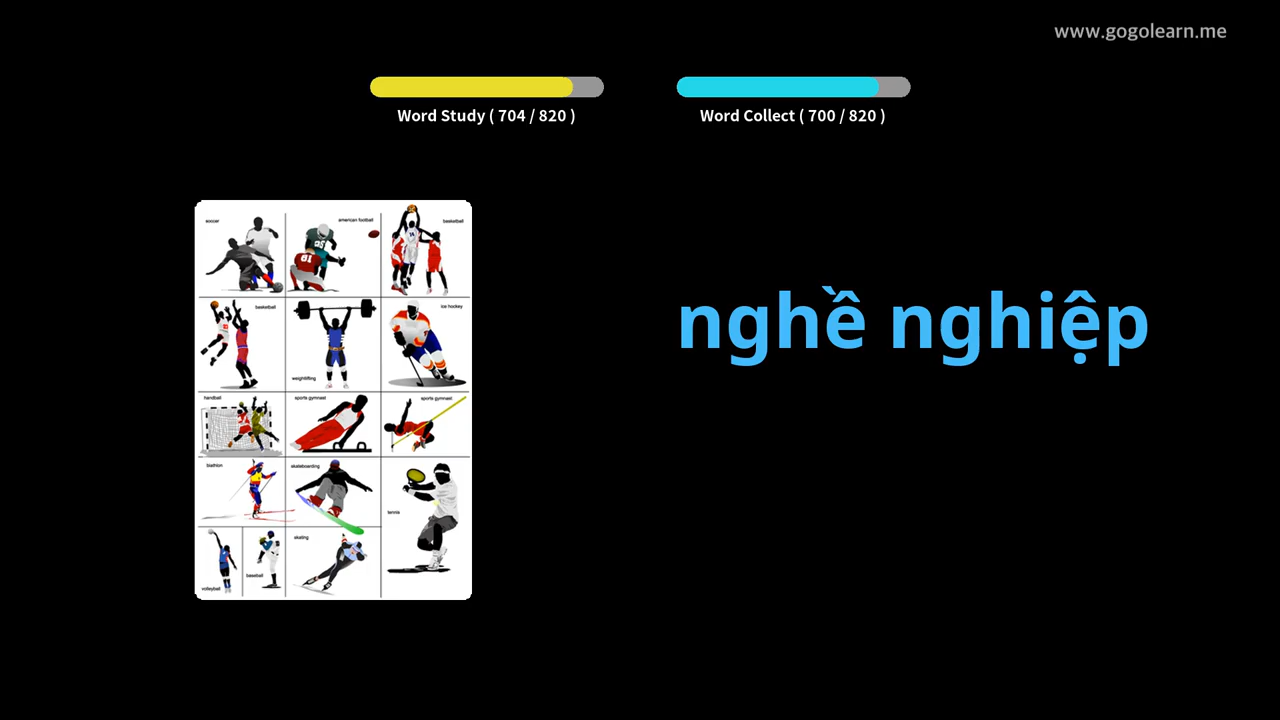 www.gogolearn.me
Word Study ( 704 / 820 )
Word Collect ( 700 / 820 )
soccer
american football
basketball
basketball
weightlifting
ice hockey
handball
sports gymnast
sports gymnast
biathlon
skateboarding
tennis
volleyball
baseball
skating
nghề nghiệp